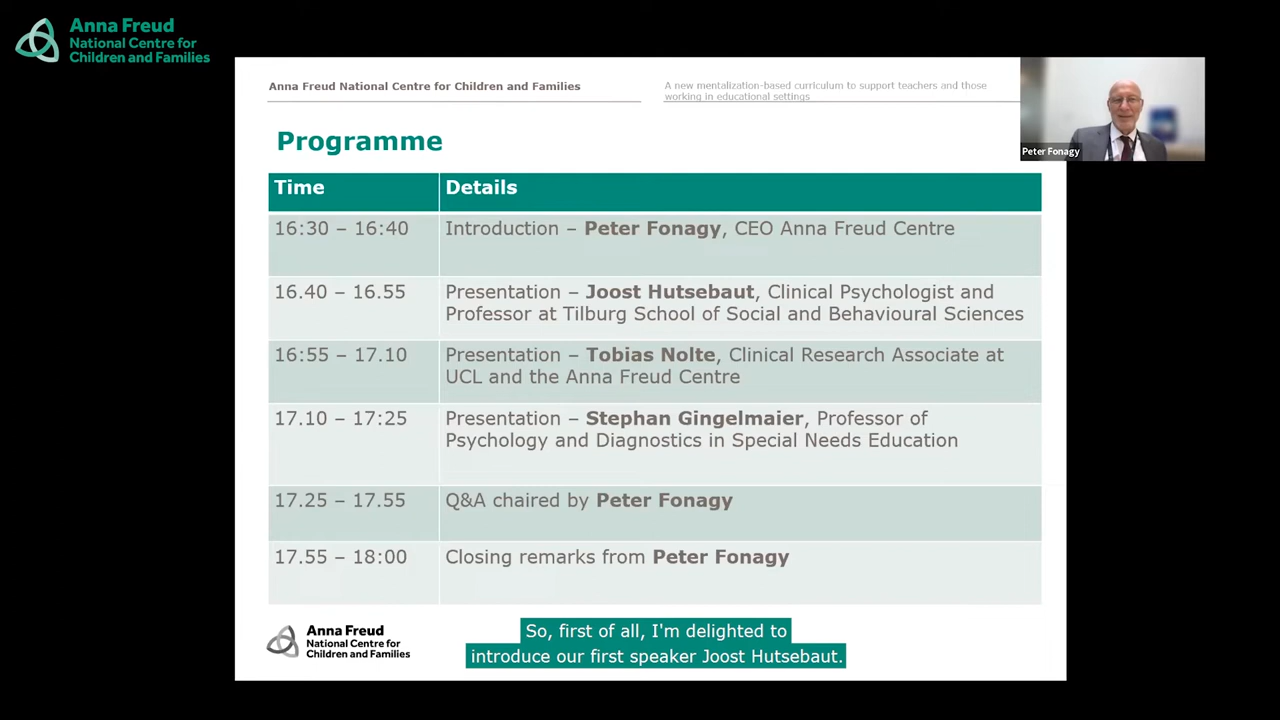 Anna Freud
National Centre for
Children and Families
Anna Freud National Centre for Children and Families
A new mentalization-based curriculum to support teachers and those
working in educational settings
Peter Fonagy
Programme
Time Details
16:30 – 16:40 Introduction – Peter Fonagy, CEO Anna Freud Centre
16.40 – 16.55 Presentation – Joost Hutsebaut, Clinical Psychologist and
Professor at Tilburg School of Social and Behavioural Sciences
16:55 – 17.10 Presentation – Tobias Nolte, Clinical Research Associate at
UCL and the Anna Freud Centre
17.10 – 17:25 Presentation – Stephan Gingelmaier, Professor of
Psychology and Diagnostics in Special Needs Education
17.25 – 17.55 Q&A chaired by Peter Fonagy
17.55 – 18:00 Closing remarks from Peter Fonagy
Anna Freud
National Centre for
Children and Families
So, first of all, I'm delighted to
introduce our first speaker Joost Hutsebaut.